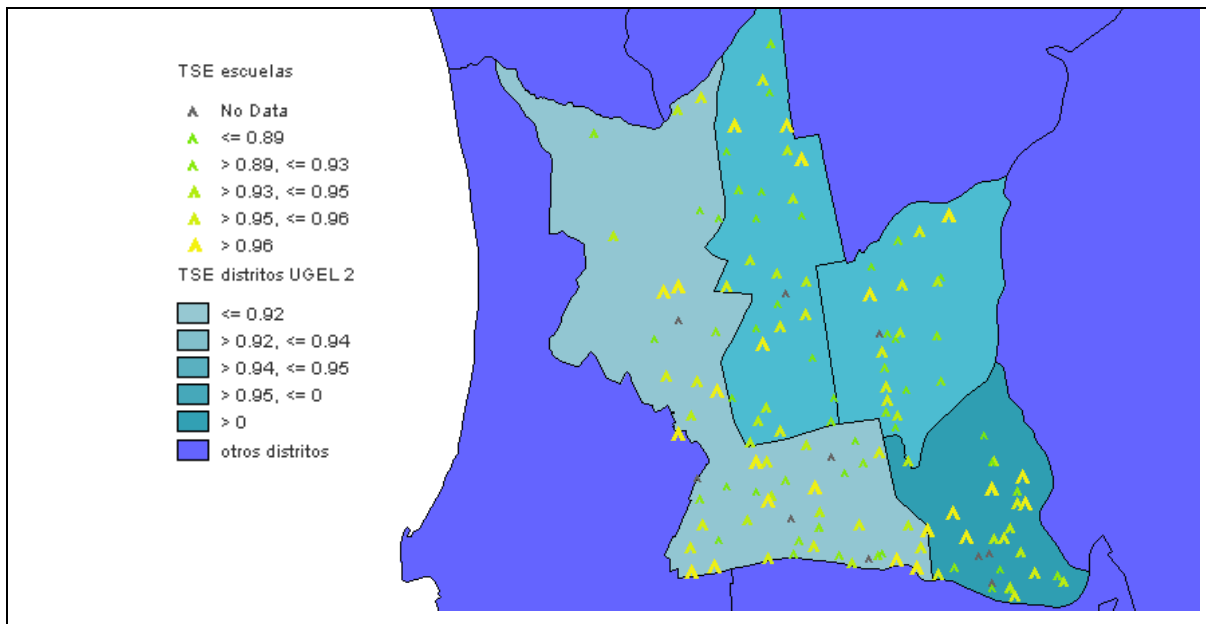 TSE escuelas
No Data
<= 0.89
> 0.89, <= 0.93
> 0.93, <= 0.95
> 0.95, <= 0.96
> 0.96
TSE distritos UGEL 2
<= 0.92
> 0.92, <= 0.94
> 0.94, <= 0.95
> 0.95, <= 0
> 0
otros distritos